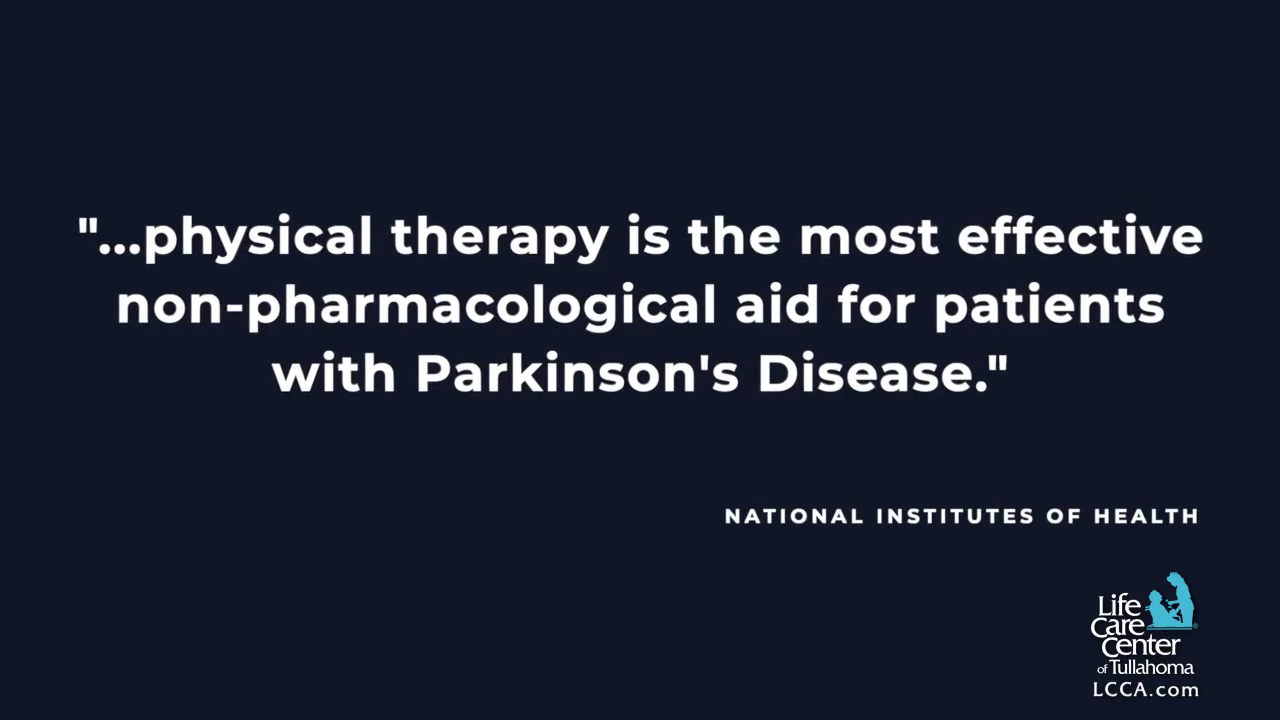 "...physical therapy is the most effective
non-pharmacological aid for patients
with Parkinson's Disease."
NATIONAL INSTITUTES OF HEALTH
Life
Care
Center
of Tullahoma
LCCA.com